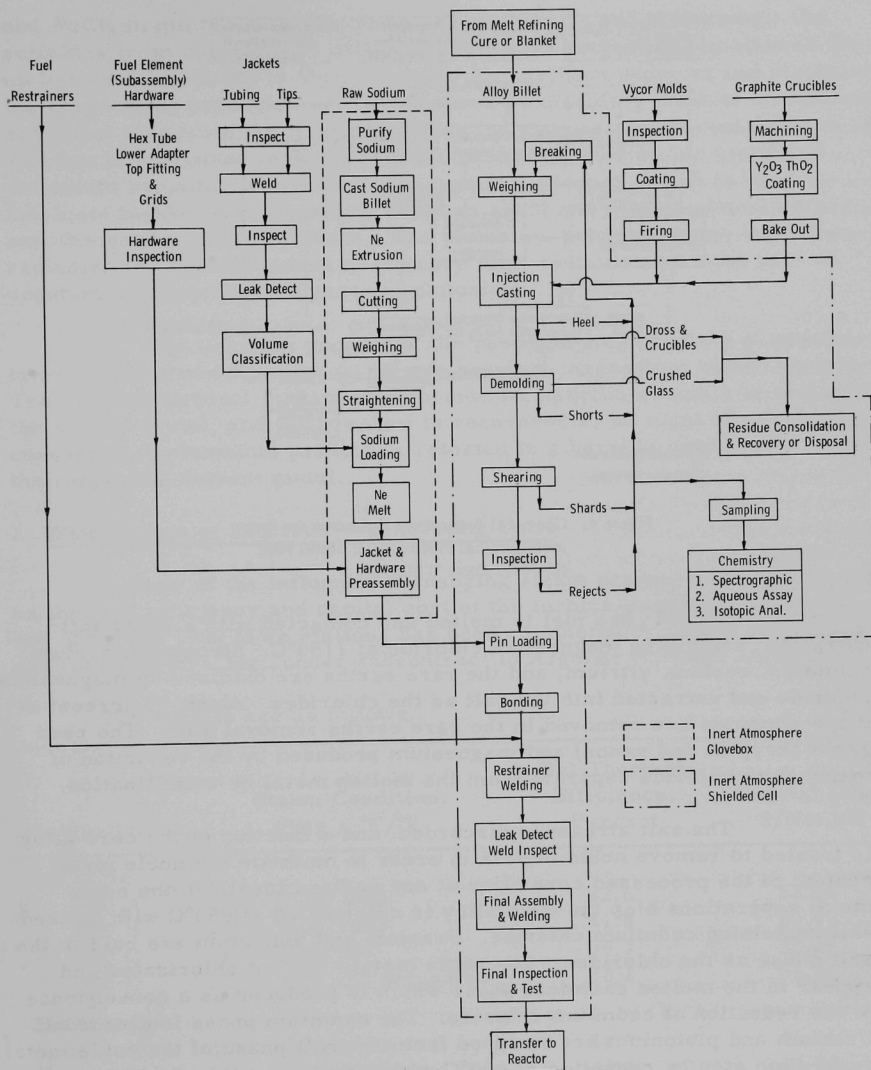 From Melt Refining
Cure or Blanket
Fuel
Restrainers
Fuel Element
(Subassembly)
Hardware
Hex Tube
Lower Adapter
Top Fitting
&
Grids
Hardware
Inspection
Jackets
Tubing Tips
Inspect
Weld
Inspect
Leak Detect
Volume
Classification
Raw Sodium
Purify
Sodium
Cast Sodium
Billet
Ne
Extrusion
Cutting
Weighing
Straightening
Sodium
Loading
Ne
Melt
Jacket &
Hardware
Preassembly
Alloy Billet
Breaking
Weighing
Injection
Casting
Heel
Demolding
Shorts
Shearing
Shards
Inspection
Rejects
Pin Loading
Bonding
Restrainer
Welding
Leak Detect
Weld Inspect
Final Assembly
& Welding
Final Inspection
& Test
Transfer to
Reactor
Vycor Molds
Inspection
Coating
Firing
Graphite Crucibles
Machining
Y2O3 ThO2
Coating
Bake Out
Dross &
Crucibles
Crushed
Glass
Residue Consolidation
& Recovery or Disposal
Sampling
Chemistry
1. Spectrographic
2. Aqueous Assay
3. Isotopic Anal.
Inert Atmosphere
Glovebox
Inert Atmosphere
Shielded Cell